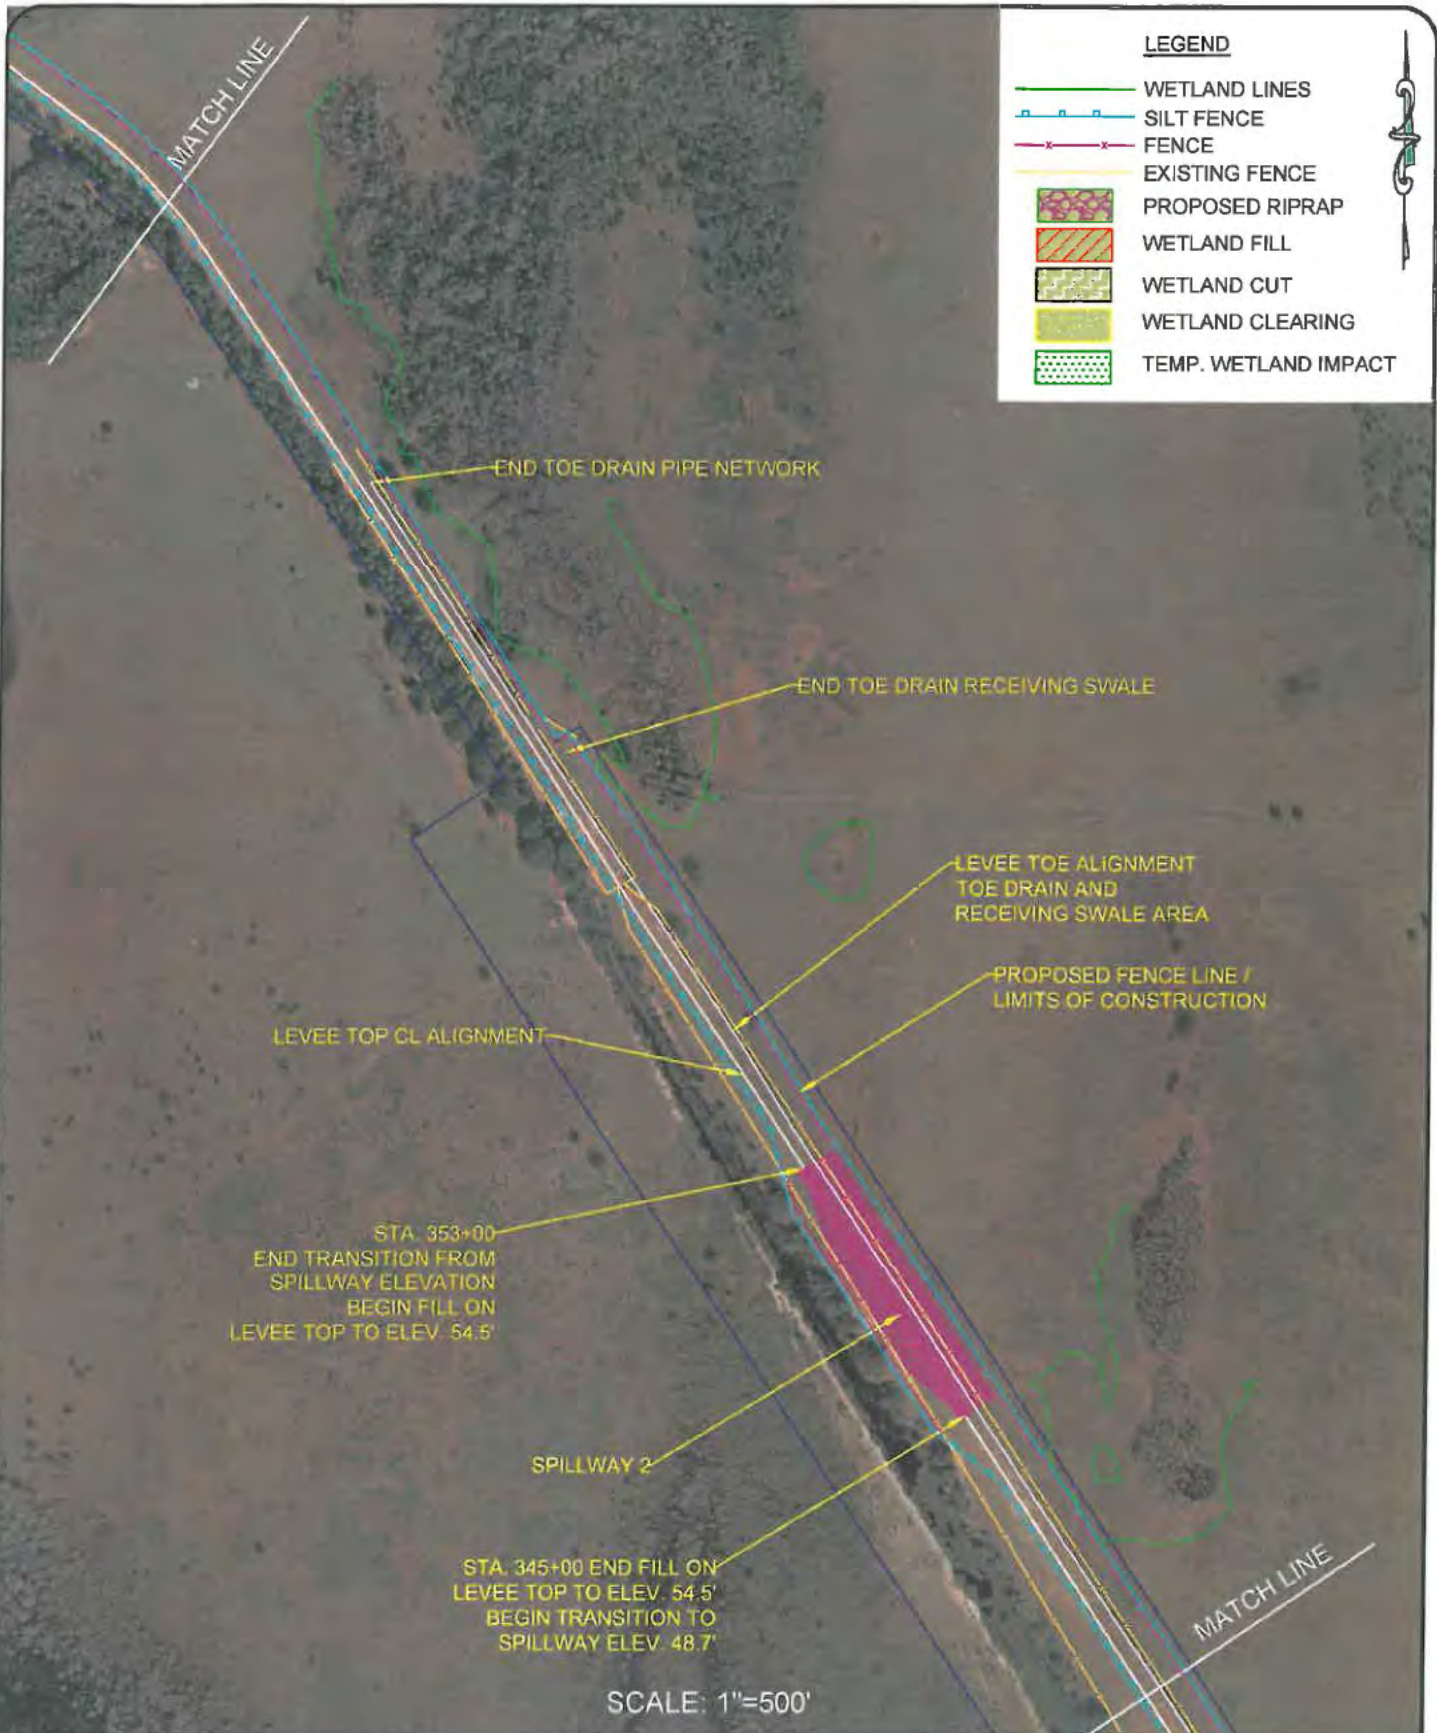 MATCH LINE
LEGEND
WETLAND LINES
SILT FENCE
FENCE
EXISTING FENCE
PROPOSED RIPRAP
WETLAND FILL
WETLAND CUT
WETLAND CLEARING
TEMP. WETLAND IMPACT
END TOE DRAIN PIPE NETWORK
END TOE DRAIN RECEIVING SWALE
LEVEE TOE ALIGNMENT
TOE DRAIN AND
RECEIVING SWALE AREA
PROPOSED FENCE LINE /
LIMITS OF CONSTRUCTION
LEVEE TOP CL ALIGNMENT
STA. 353+00
END TRANSITION FROM
SPILLWAY ELEVATION
BEGIN FILL ON
LEVEE TOP TO ELEV. 54.5'
SPILLWAY 2
STA. 345+00 END FILL ON
LEVEE TOP TO ELEV. 54.5'
BEGIN TRANSITION TO
SPILLWAY ELEV. 48.7'
MATCH LINE
SCALE: 1"=500'